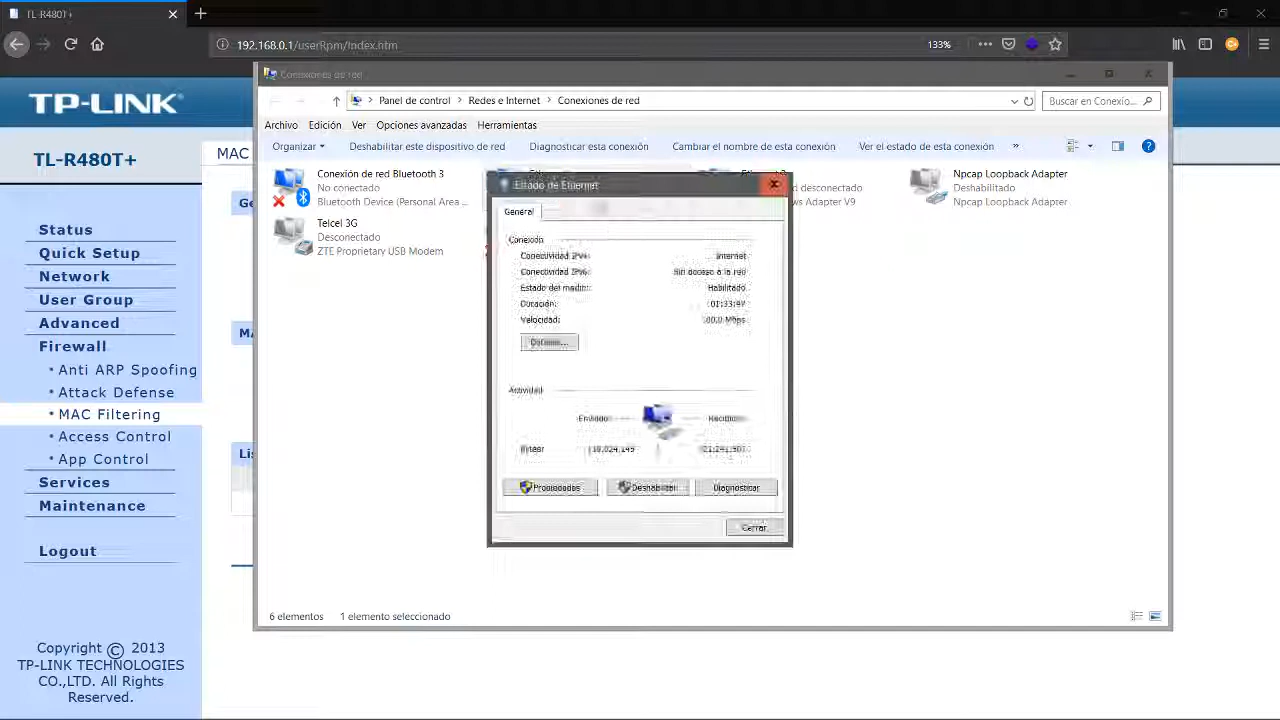 TL-R480T+
192.168.0.1/userRpm/Index.htm
133%
TP-LINK
TL-R480T+
MAC
Status
Quick Setup
Network
User Group
Advanced
Firewall
Anti ARP Spoofing
Attack Defense
MAC Filtering
Access Control
App Control
Services
Maintenance
Logout
Copyright © 2013
TP-LINK TECHNOLOGIES
CO.,LTD. All Rights
Reserved.
Conexiones de red
Panel de control > Redes e Internet > Conexiones de red
Buscar en Conexio...
Archivo Edición Ver Opciones avanzadas Herramientas
Organizar Deshabilitar este dispositivo de red Diagnosticar esta conexión Cambiar el nombre de esta conexión Ver el estado de esta conexión »
Conexión de red Bluetooth 3
No conectado
Bluetooth Device (Personal Area ...
Telcel 3G
Desconectado
ZTE Proprietary USB Modem
desconectado
Adapter V9
Npcap Loopback Adapter
Deshabilitado
Npcap Loopback Adapter
Estado de Ethernet
General
Conexión
Conectividad IPv4: Internet
Conectividad IPv6: Sin acceso a la red
Estado del medio: Habilitado
Duración:
Velocidad: 100.0 Mbps
Detalles...
Actividad
Enviado Recibido
Bytes:
Propiedades Deshabilitar Diagnosticar
Cerrar
6 elementos 1 elemento seleccionado